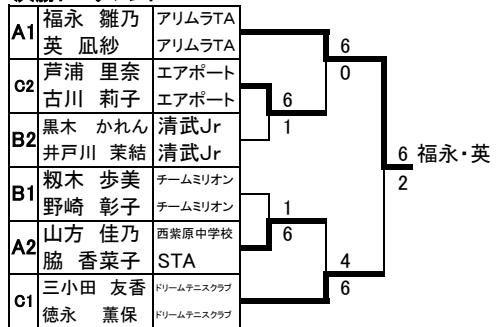 A1 福永 雛乃 アリムラTA
英 凪紗 アリムラTA
C2 芦浦 里奈 エアポート
古川 莉子 エアポート
B2 黒木 かれん 清武Jr
井戸川 茉結 清武Jr
B1 籾木 歩美 チームミリオン
野崎 彰子 チームミリオン
A2 山方 佳乃 西紫原中学校
脇 香菜子 STA
C1 三小田 友香 ドリームテニスクラブ
徳永 薫保 ドリームテニスクラブ
6
0
6
1
6 福永・英
2
1
6
4
6